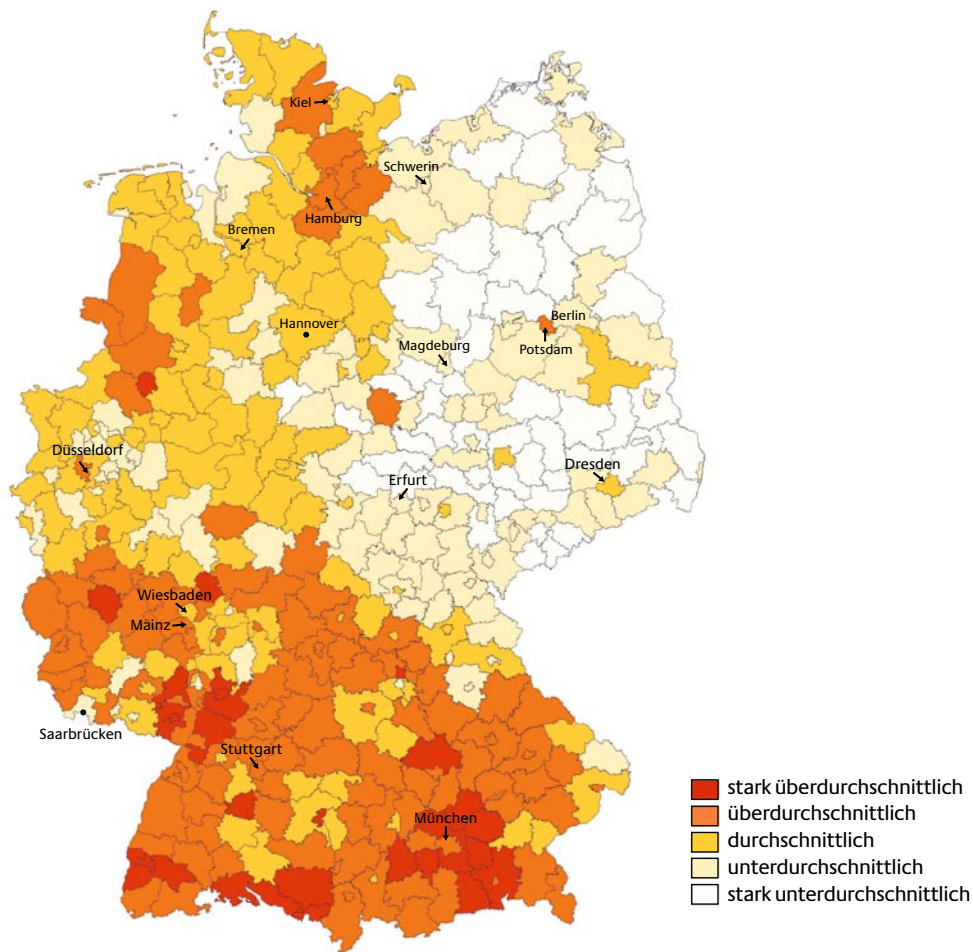 Kiel
Schwerin
Hamburg
Bremen
Berlin
Hannover
Magdeburg
Potsdam
Düsseldorf
Dresden
Erfurt
Wiesbaden
Mainz
Saarbrücken
Stuttgart
München
stark überdurchschnittlich
überdurchschnittlich
durchschnittlich
unterdurchschnittlich
stark unterdurchschnittlich